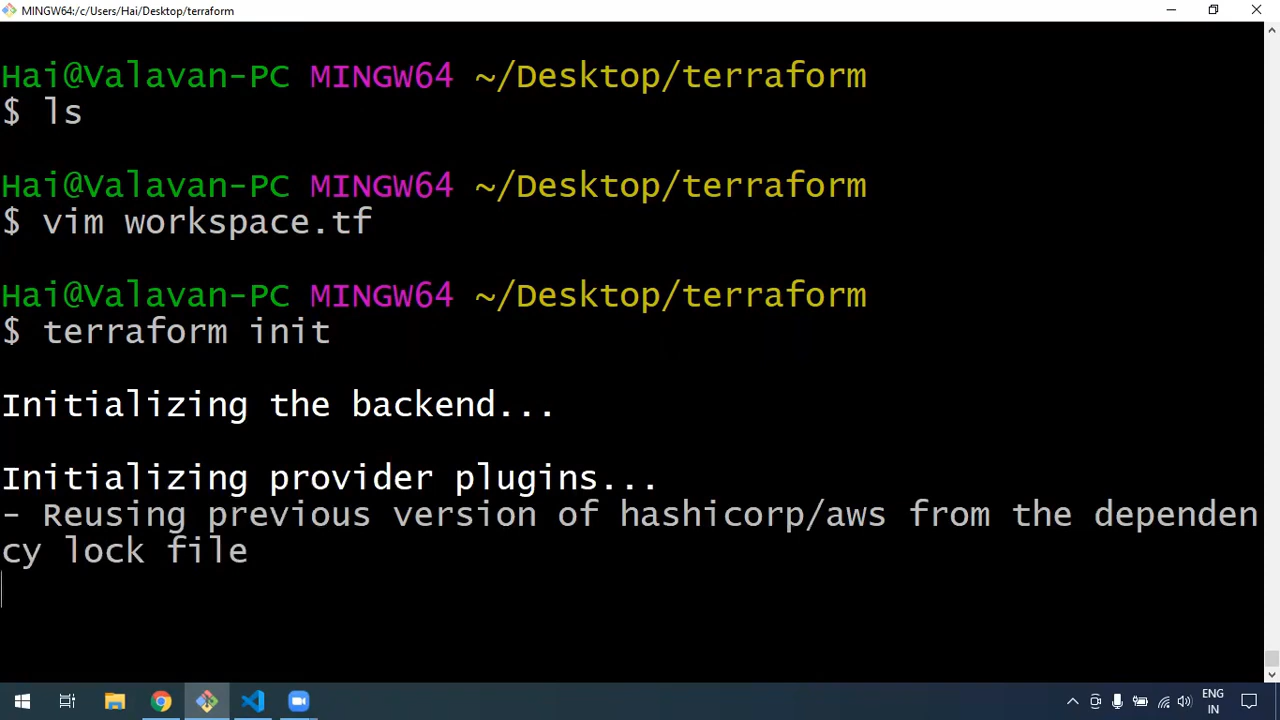 MINGW64:/c/Users/Hai/Desktop/terraform
Hai@Valavan-PC MINGW64 ~/Desktop/terraform
$ ls
Hai@Valavan-PC MINGW64 ~/Desktop/terraform
$ vim workspace.tf
Hai@Valavan-PC MINGW64 ~/Desktop/terraform
$ terraform init
Initializing the backend...
Initializing provider plugins...
- Reusing previous version of hashicorp/aws from the dependen
cy lock file
ENG
IN